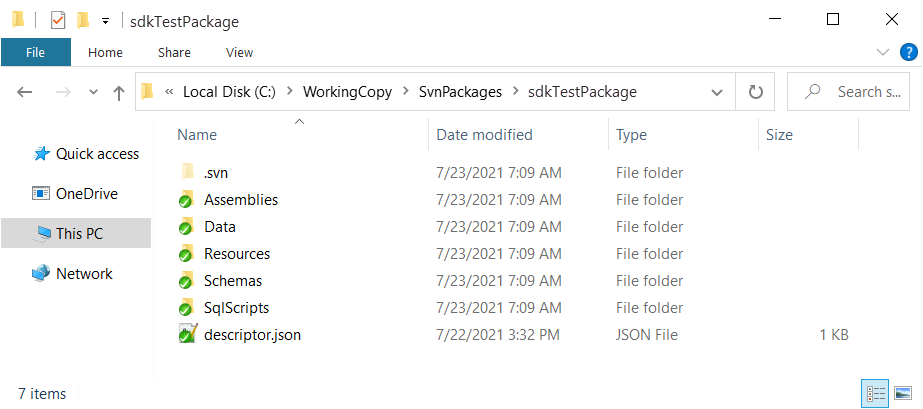 sdkTestPackage
File Home Share View ?
« Local Disk (C:) WorkingCopy SvnPackages sdkTestPackage Search s...
Name Date modified Type Size
Quick access
OneDrive
This PC
Network
.svn 7/23/2021 7:09 AM File folder
Assemblies 7/23/2021 7:09 AM File folder
Data 7/23/2021 7:09 AM File folder
Resources 7/23/2021 7:09 AM File folder
Schemas 7/23/2021 7:09 AM File folder
SqlScripts 7/23/2021 7:09 AM File folder
descriptor.json 7/22/2021 3:32 PM JSON File 1 KB
7 items